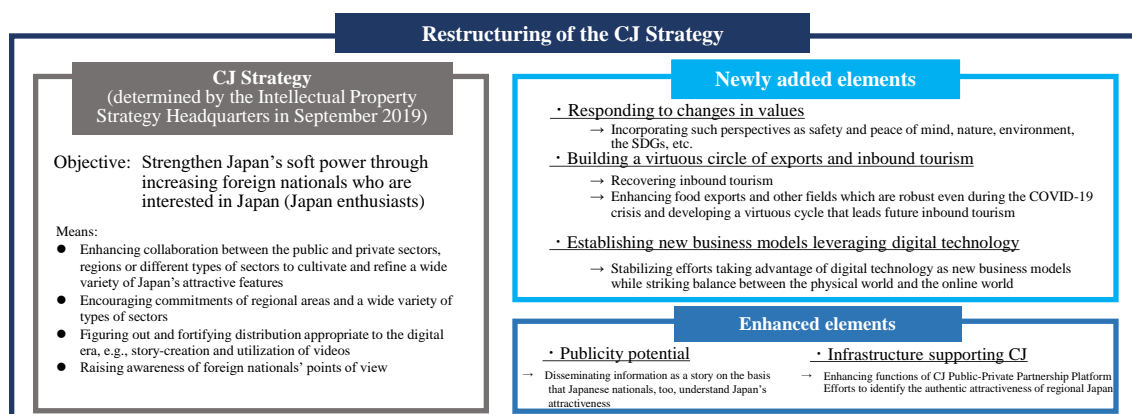 Restructuring of the CJ Strategy
CJ Strategy
(determined by the Intellectual Property
Strategy Headquarters in September 2019)
Objective: Strengthen Japan's soft power through
increasing foreign nationals who are
interested in Japan (Japan enthusiasts)
Means:
● Enhancing collaboration between the public and private sectors,
regions or different types of sectors to cultivate and refine a wide
variety of Japan's attractive features
● Encouraging commitments of regional areas and a wide variety of
types of sectors
● Figuring out and fortifying distribution appropriate to the digital
era, e.g., story-creation and utilization of videos
● Raising awareness of foreign nationals' points of view
Newly added elements
・Responding to changes in values
→ Incorporating such perspectives as safety and peace of mind, nature, environment,
the SDGs, etc.
・Building a virtuous circle of exports and inbound tourism
→ Recovering inbound tourism
→ Enhancing food exports and other fields which are robust even during the COVID-19
crisis and developing a virtuous cycle that leads future inbound tourism
・Establishing new business models leveraging digital technology
→ Stabilizing efforts taking advantage of digital technology as new business models
while striking balance between the physical world and the online world
Enhanced elements
・Publicity potential
→ Disseminating information as a story on the basis
that Japanese nationals, too, understand Japan's
attractiveness
・Infrastructure supporting CJ
→ Enhancing functions of CJ Public-Private Partnership Platform
Efforts to identify the authentic attractiveness of regional Japan